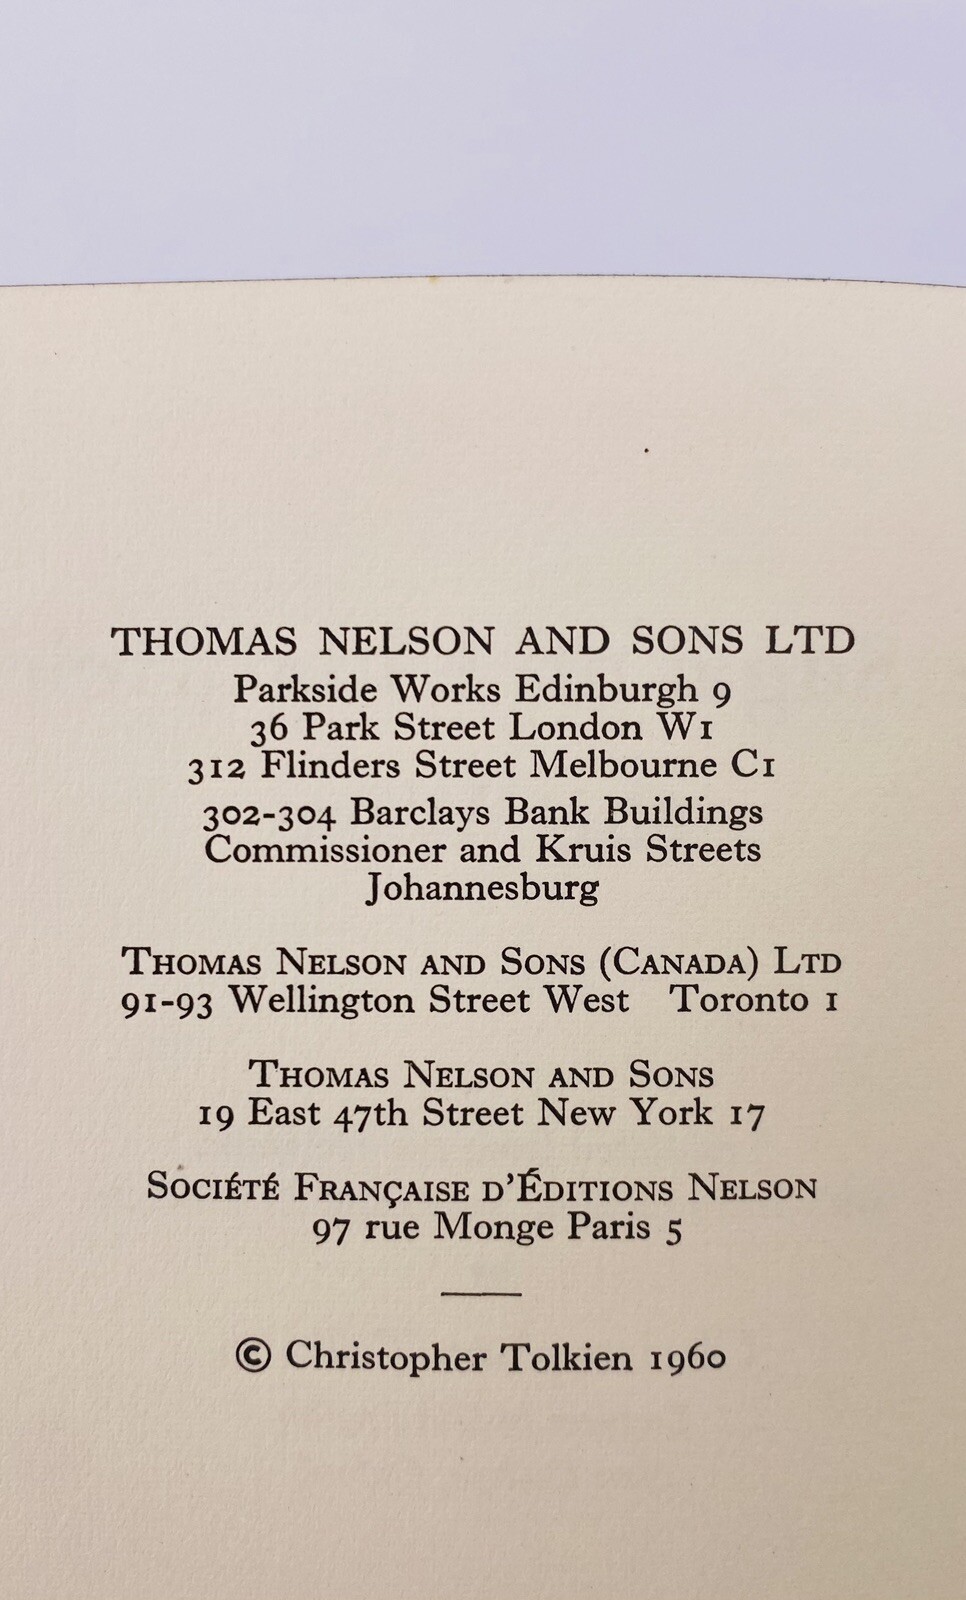 THOMAS NELSON AND SONS LTD
Parkside Works Edinburgh 9
36 Park Street London W1
312 Flinders Street Melbourne C1
302-304 Barclays Bank Buildings
Commissioner and Kruis Streets
Johannesburg
THOMAS NELSON AND SONS (CANADA) LTD
91-93 Wellington Street West Toronto 1
THOMAS NELSON AND SONS
19 East 47th Street New York 17
SOCIÉTÉ FRANÇAISE D'ÉDITIONS NELSON
97 rue Monge Paris 5
© Christopher Tolkien 1960